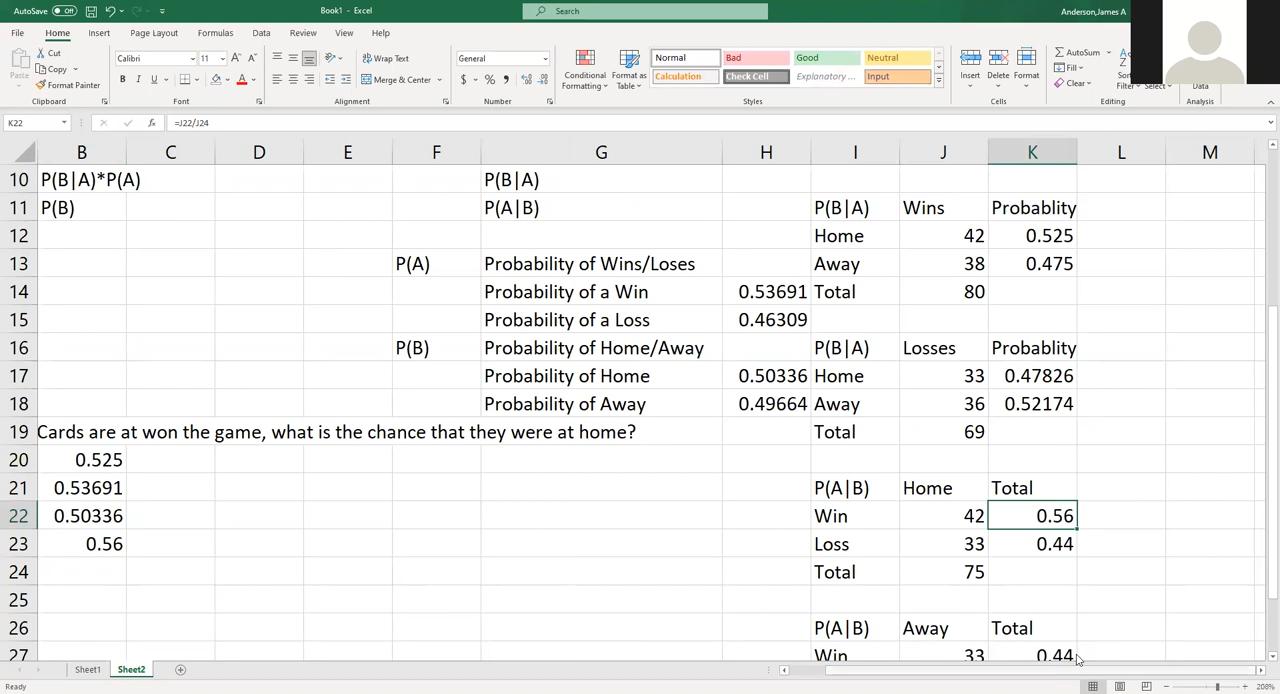 AutoSave Off Book1 - Excel Search Anderson,James A
File Home Insert Page Layout Formulas Data Review View Help
Paste Cut Calibri 11 Wrap Text General Conditional Formatting Format as Table Normal Bad Good Neutral Insert Delete Format AutoSum
Copy Fill
Format Painter B I U Merge & Center $ % Calculation Check Cell Explanatory ... Input Clear Filter Select Data
Clipboard Font Alignment Number Styles Cells Editing Analysis
K22 fx =J22/J24
B C D E F G H I J K L M
10 P(B|A)*P(A) P(B|A)
11 P(B) P(A|B) P(B|A) Wins Probablity
12 Home 42 0.525
13 P(A) Probability of Wins/Loses Away 38 0.475
14 Probability of a Win 0.53691 Total 80
15 Probability of a Loss 0.46309
16 P(B) Probability of Home/Away P(B|A) Losses Probablity
17 Probability of Home 0.50336 Home 33 0.47826
18 Probability of Away 0.49664 Away 36 0.52174
19 Cards are at won the game, what is the chance that they were at home? Total 69
20 0.525
21 0.53691 P(A|B) Home Total
22 0.50336 Win 42 0.56
23 0.56 Loss 33 0.44
24 Total 75
25
26 P(A|B) Away Total
27 Win 33 0.44
Sheet1 Sheet2
Ready 208%